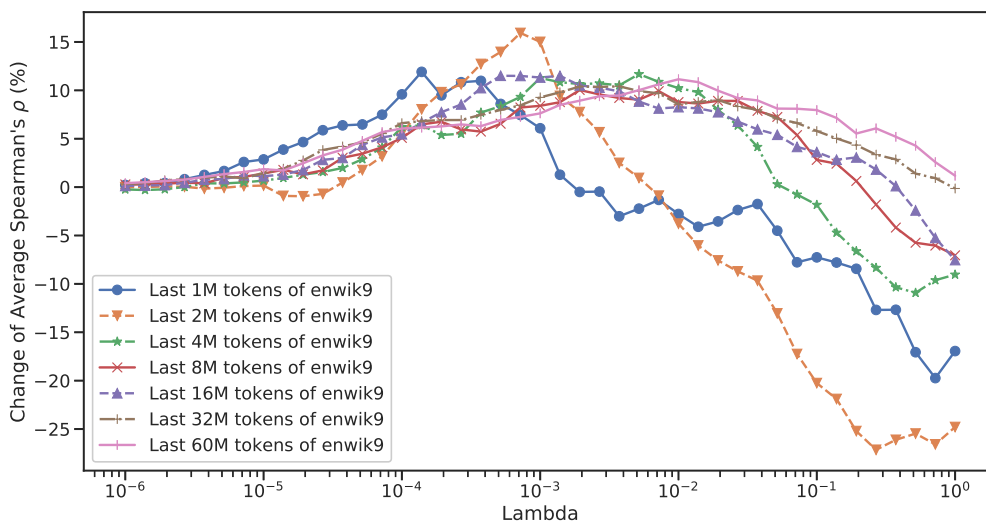 Change of Average Spearman's ρ (%)
15
10
5
0
−5
−10
−15
−20
−25
Last 1M tokens of enwik9
Last 2M tokens of enwik9
Last 4M tokens of enwik9
Last 8M tokens of enwik9
Last 16M tokens of enwik9
Last 32M tokens of enwik9
Last 60M tokens of enwik9
10⁻⁶ 10⁻⁵ 10⁻⁴ 10⁻³ 10⁻² 10⁻¹ 10⁰
Lambda